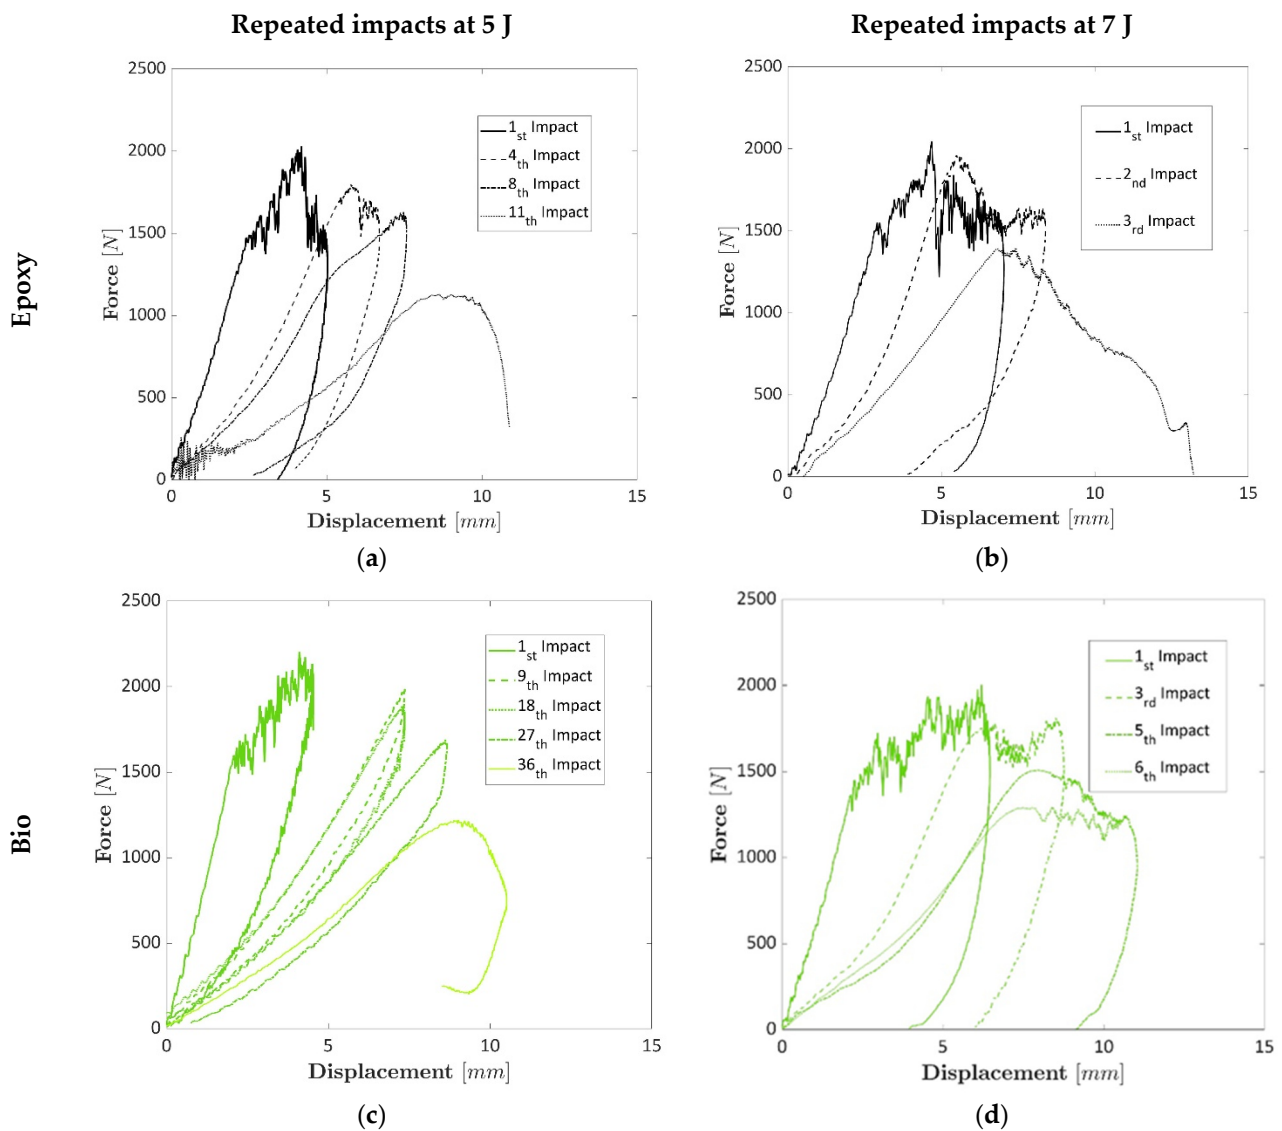 Repeated impacts at 5 J
Repeated impacts at 7 J
Epoxy
2500
2000
1500
1000
500
0
Force [N]
0 5 10 15
Displacement [mm]
1st Impact
4th Impact
8th Impact
11th Impact
(a)
2500
2000
1500
1000
500
0
Force [N]
0 5 10 15
Displacement [mm]
1st Impact
2nd Impact
3rd Impact
(b)
Bio
2500
2000
1500
1000
500
0
Force [N]
0 5 10 15
Displacement [mm]
1st Impact
9th Impact
18th Impact
27th Impact
36th Impact
(c)
2500
2000
1500
1000
500
0
Force [N]
0 5 10 15
Displacement [mm]
1st Impact
3rd Impact
5th Impact
6th Impact
(d)